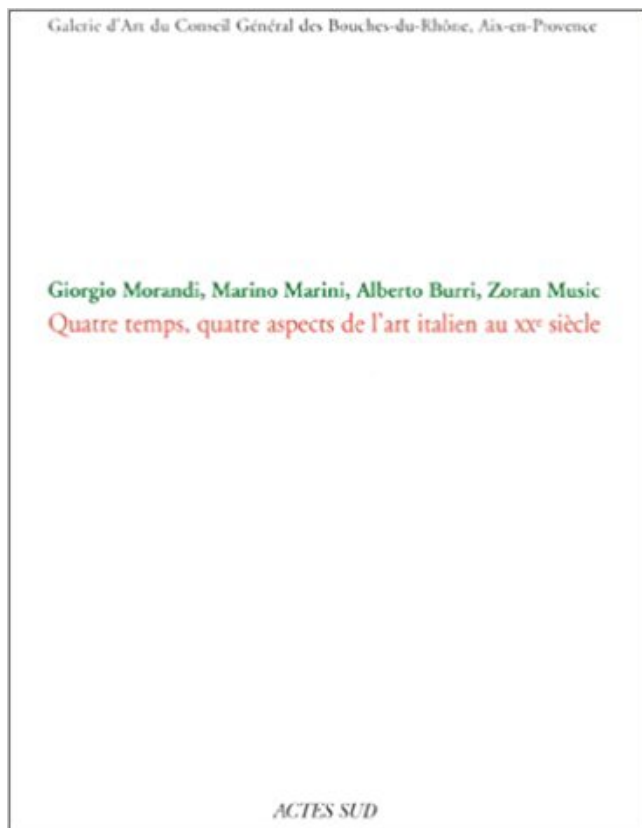 Galerie d'Art du Conseil Général des Bouches-du-Rhône, Aix-en-Provence
Giorgio Morandi, Marino Marini, Alberto Burri, Zoran Music
Quatre temps, quatre aspects de l'art italien au XXe siècle
ACTES SUD